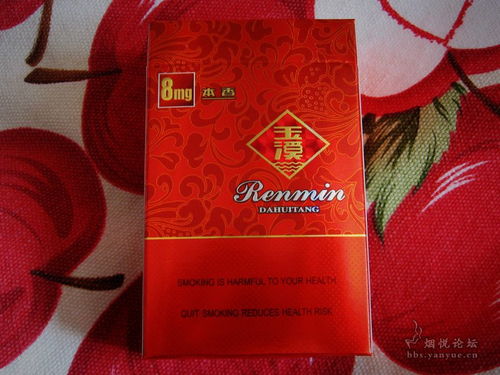 8mg 本香
玉
溪
Renmin
DAHUITANG
SMOKING IS HARMFUL TO YOUR HEALTH
QUIT SMOKING REDUCES HEALTH RISK
烟悦论坛
bbs.yanyue.cn